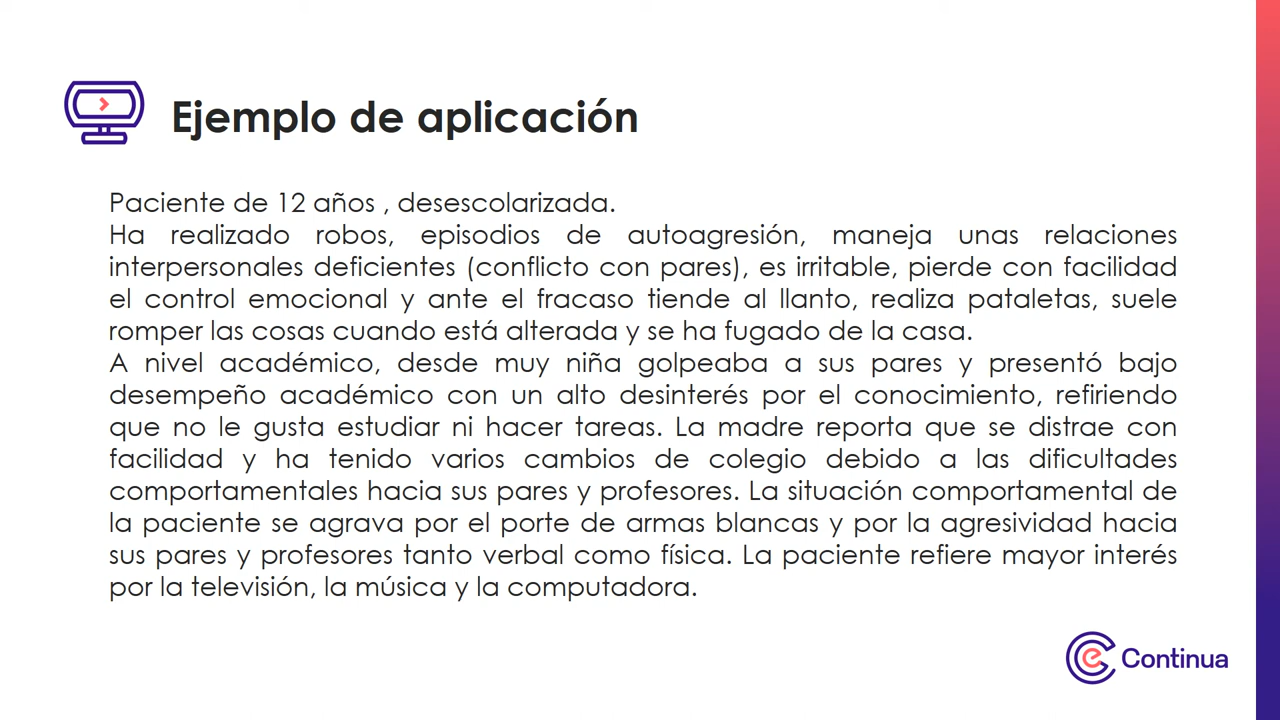 Ejemplo de aplicación
Paciente de 12 años , desescolarizada.
Ha realizado robos, episodios de autoagresión, maneja unas relaciones
interpersonales deficientes (conflicto con pares), es irritable, pierde con facilidad
el control emocional y ante el fracaso tiende al llanto, realiza pataletas, suele
romper las cosas cuando está alterada y se ha fugado de la casa.
A nivel académico, desde muy niña golpeaba a sus pares y presentó bajo
desempeño académico con un alto desinterés por el conocimiento, refiriendo
que no le gusta estudiar ni hacer tareas. La madre reporta que se distrae con
facilidad y ha tenido varios cambios de colegio debido a las dificultades
comportamentales hacia sus pares y profesores. La situación comportamental de
la paciente se agrava por el porte de armas blancas y por la agresividad hacia
sus pares y profesores tanto verbal como física. La paciente refiere mayor interés
por la televisión, la música y la computadora.
e Continua